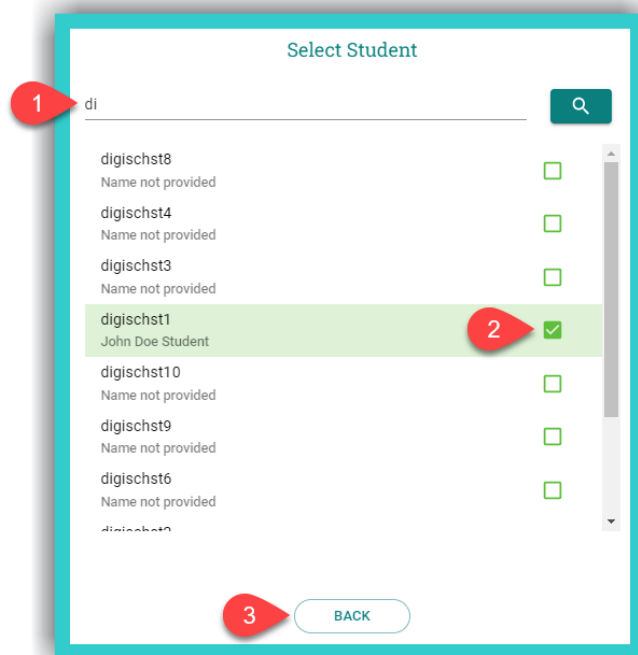 Select Student
1
di
digischst8
Name not provided
digischst4
Name not provided
digischst3
Name not provided
digischst1
John Doe Student
2
digischst10
Name not provided
digischst9
Name not provided
digischst6
Name not provided
3
BACK